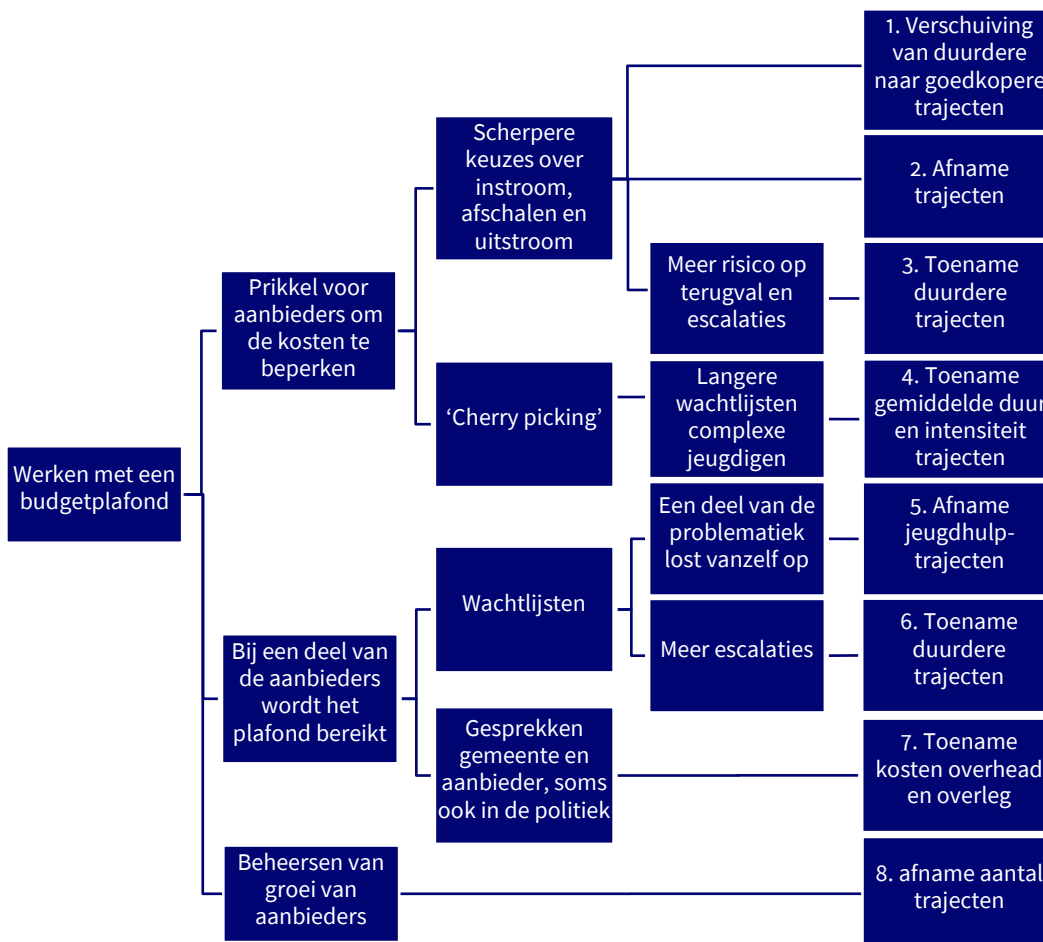 Werken met een
budgetplafond
Prikkel voor
aanbieders om
de kosten te
beperken
Scherpere
keuzes over
instroom,
afschalen en
uitstroom
1. Verschuiving
van duurdere
naar goedkopere
trajecten
2. Afname
trajecten
Meer risico op
terugval en
escalaties
3. Toename
duurdere
trajecten
‘Cherry picking’
Langere
wachtlijsten
complexe
jeugdigen
4. Toename
gemiddelde duur
en intensiteit
trajecten
Bij een deel van
de aanbieders
wordt het
plafond bereikt
Wachtlijsten
Een deel van de
problematiek
lost vanzelf op
5. Afname
jeugdhulp-
trajecten
Meer escalaties
6. Toename
duurdere
trajecten
Gesprekken
gemeente en
aanbieder, soms
ook in de politiek
7. Toename
kosten overhead
en overleg
Beheersen van
groei van
aanbieders
8. afname aantal
trajecten